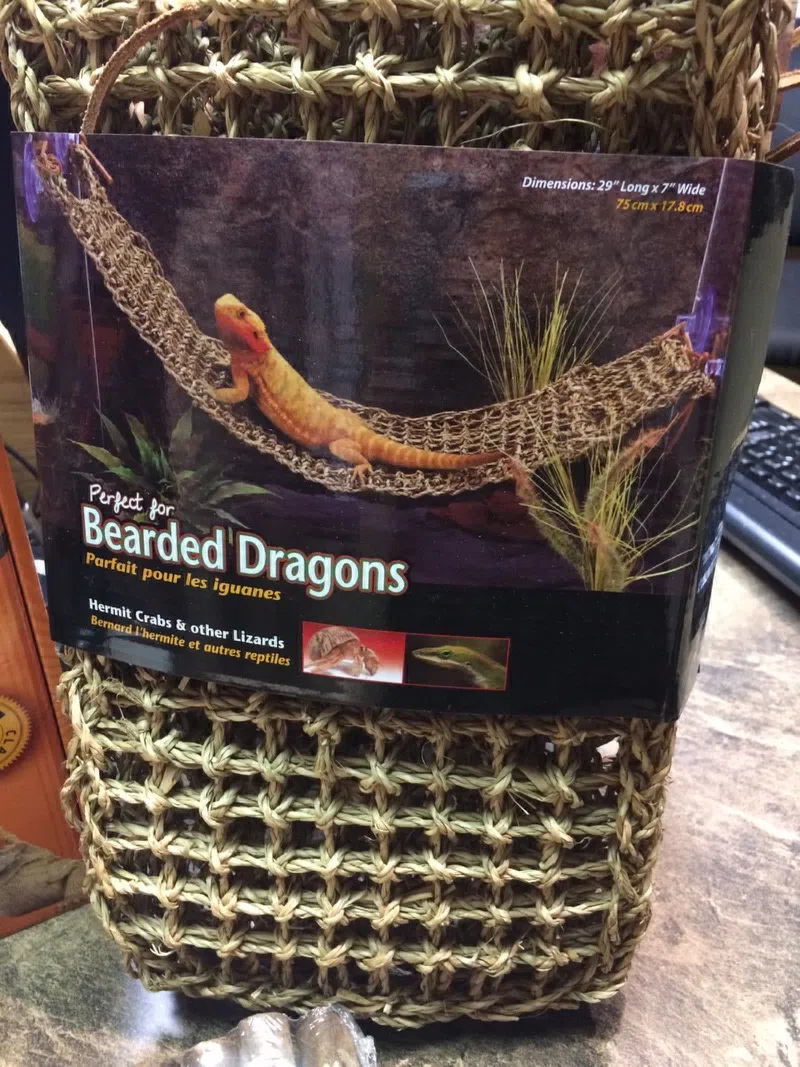 Dimensions: 29" Long x 7" Wide
75 cm x 17.8 cm
Perfect for
Bearded Dragons
Parfait pour les iguanes
Hermit Crabs & other Lizards
Bernard l'hermite et autres reptiles